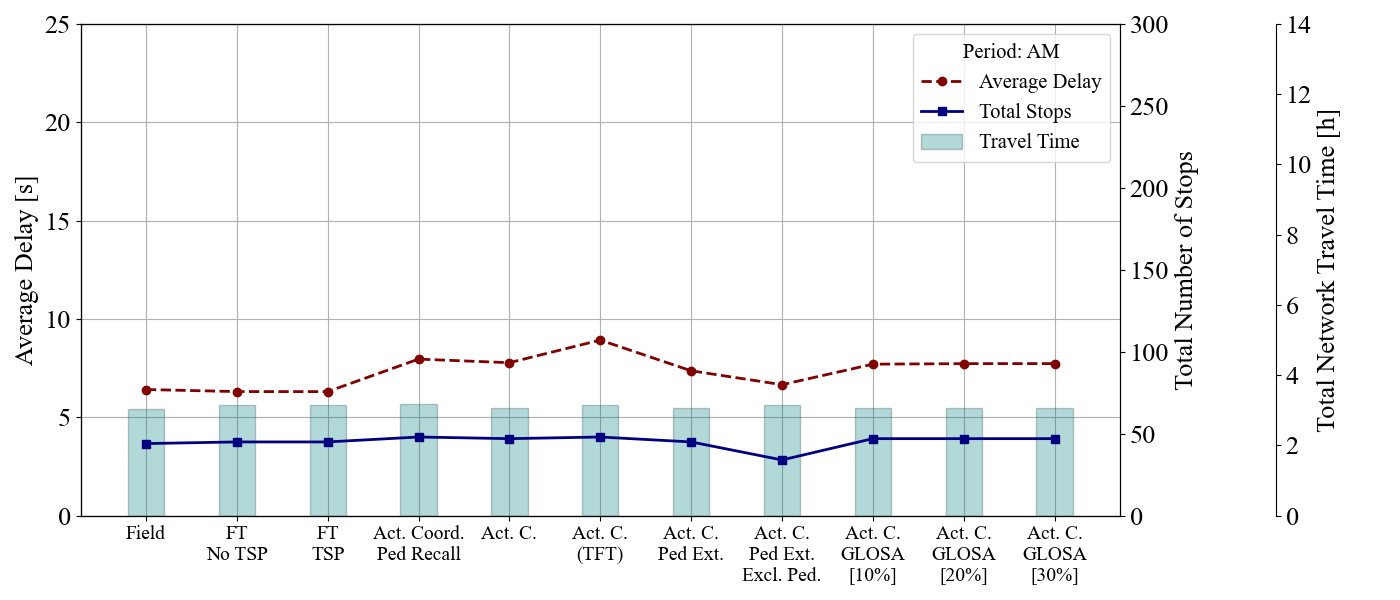 Average Delay [s]
25
20
15
10
5
0
Period: AM
Average Delay
Total Stops
Travel Time
300
250
200
150
100
50
0
Total Number of Stops
14
12
10
8
6
4
2
0
Total Network Travel Time [h]
Field
FT
No TSP
FT
TSP
Act. Coord.
Ped Recall
Act. C.
Act. C.
(TFT)
Act. C.
Ped Ext.
Act. C.
Ped Ext.
Excl. Ped.
Act. C.
GLOSA
[10%]
Act. C.
GLOSA
[20%]
Act. C.
GLOSA
[30%]